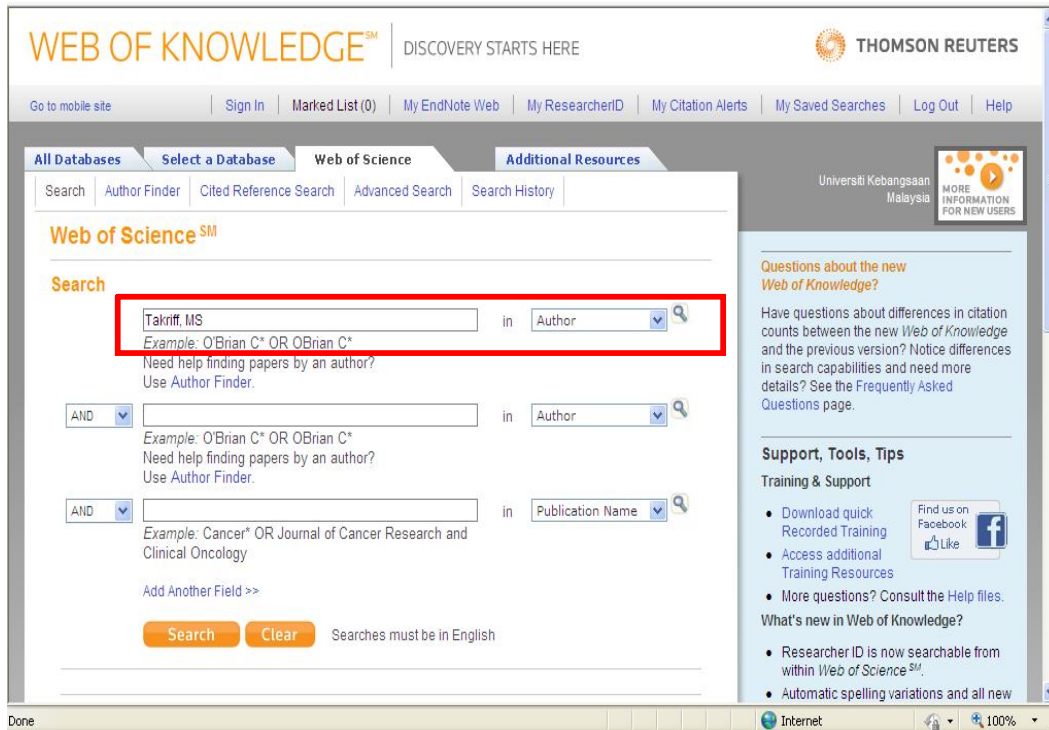 WEB OF KNOWLEDGE℠ DISCOVERY STARTS HERE
THOMSON REUTERS
Go to mobile site Sign In Marked List (0) My EndNote Web My ResearcherID My Citation Alerts My Saved Searches Log Out Help
All Databases Select a Database Web of Science Additional Resources
Search Author Finder Cited Reference Search Advanced Search Search History
Universiti Kebangsaan
Malaysia
MORE
INFORMATION
FOR NEW USERS
Web of Science ℠
Search
Takriff, MS in Author
Example: O'Brian C* OR OBrian C*
Need help finding papers by an author?
Use Author Finder.
AND in Author
Example: O'Brian C* OR OBrian C*
Need help finding papers by an author?
Use Author Finder.
AND in Publication Name
Example: Cancer* OR Journal of Cancer Research and
Clinical Oncology
Add Another Field >>
Search Clear Searches must be in English
Questions about the new
Web of Knowledge?
Have questions about differences in citation
counts between the new Web of Knowledge
and the previous version? Notice differences
in search capabilities and need more
details? See the Frequently Asked
Questions page.
Support, Tools, Tips
Training & Support
• Download quick
Recorded Training
• Access additional
Training Resources
• More questions? Consult the Help files.
Find us on
Facebook
Like
f
What's new in Web of Knowledge?
• Researcher ID is now searchable from
within Web of Science ℠.
• Automatic spelling variations and all new
Done Internet 100%